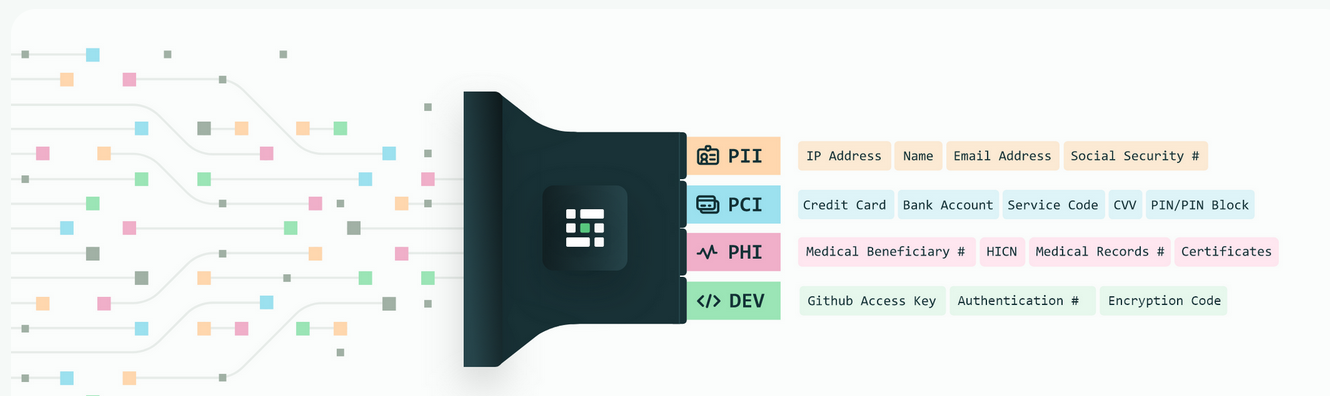 PII IP Address Name Email Address Social Security #
PCI Credit Card Bank Account Service Code CVV PIN/PIN Block
PHI Medical Beneficiary # HICN Medical Records # Certificates
</> DEV Github Access Key Authentication # Encryption Code